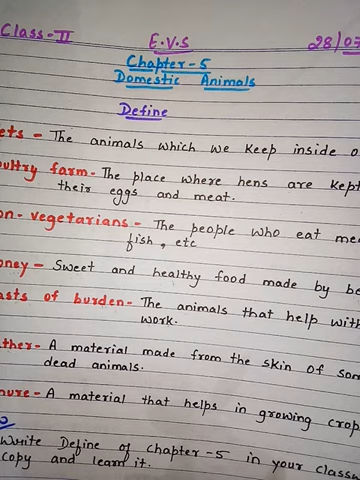 Class-II E.V.S 28/05
Chapter-5
Domestic Animals
Define
ets - The animals which we keep inside o
oultry farm- The place where hens are kept
their eggs and meat.
on-vegetarians- The people who eat mea
fish, etc
oney- Sweet and healthy food made by be
asts of burden- The animals that help with
work.
ather- A material made from the skin of som
dead animals.
nure- A material that helps in growing crop
Write Define of chapter-5 in your classw
copy and learn it.